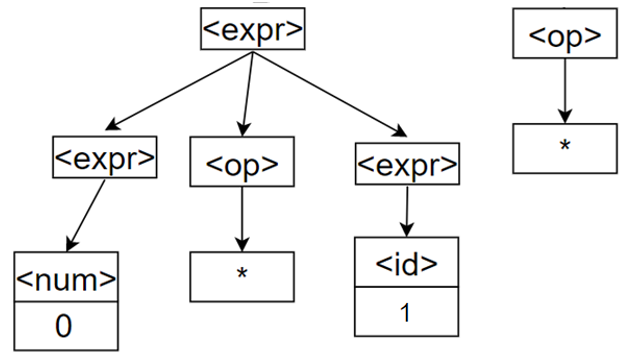 <expr>
<op>
<expr>
<op>
<expr>
*
<num>
0
*
<id>
1